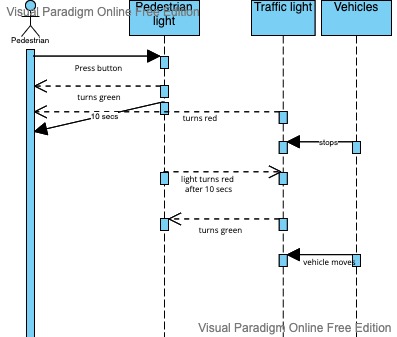 Visual Paradigm Online Free Edition
Pedestrian
light
Traffic light
Vehicles
Pedestrian
Press button
turns green
10 secs
turns red
stops
light turns red
after 10 secs
turns green
vehicle moves
Visual Paradigm Online Free Edition